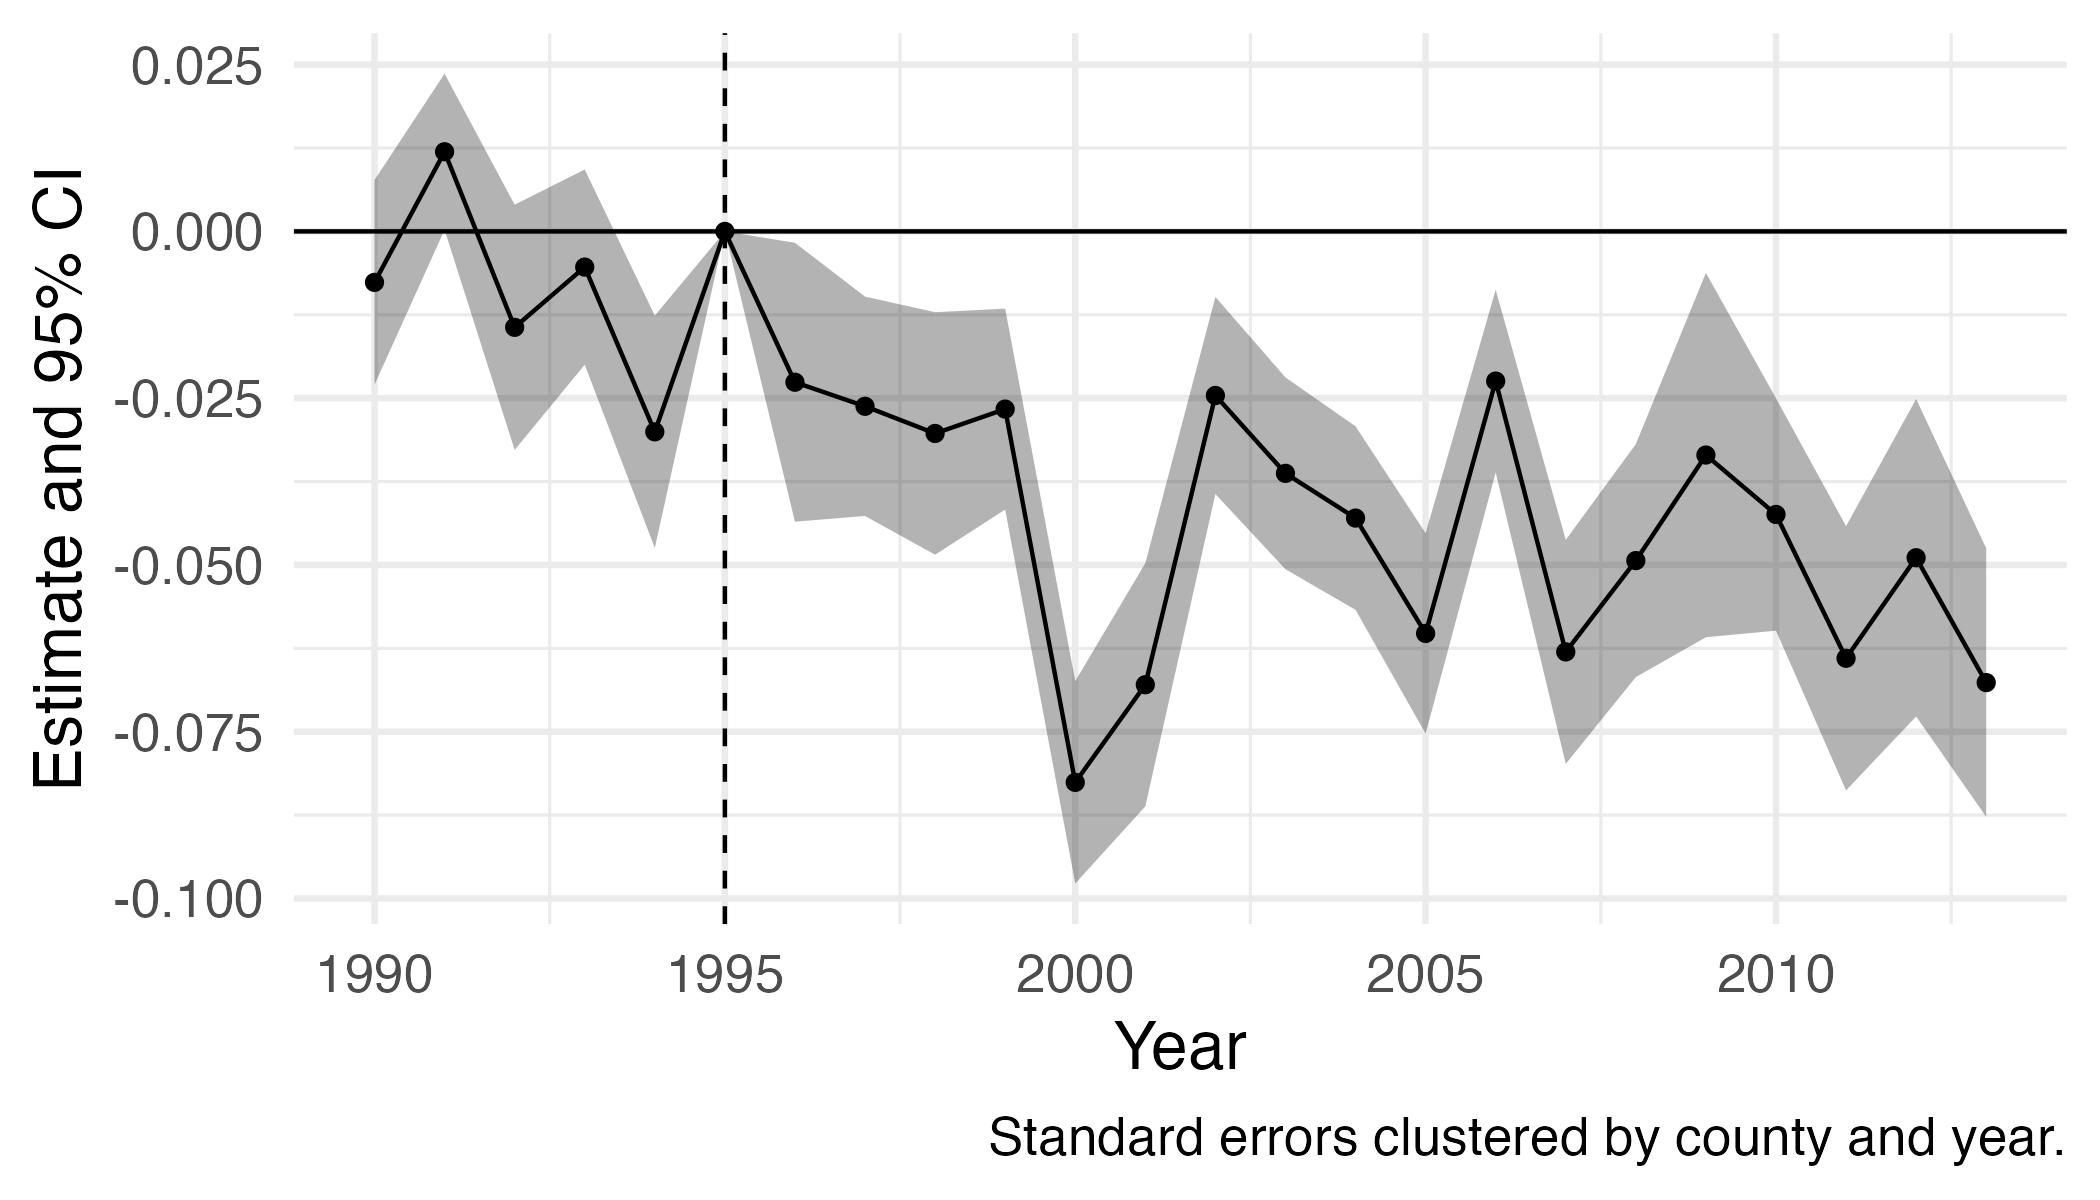 Estimate and 95% CI
0.025
0.000
-0.025
-0.050
-0.075
-0.100
1990 1995 2000 2005 2010
Year
Standard errors clustered by county and year.